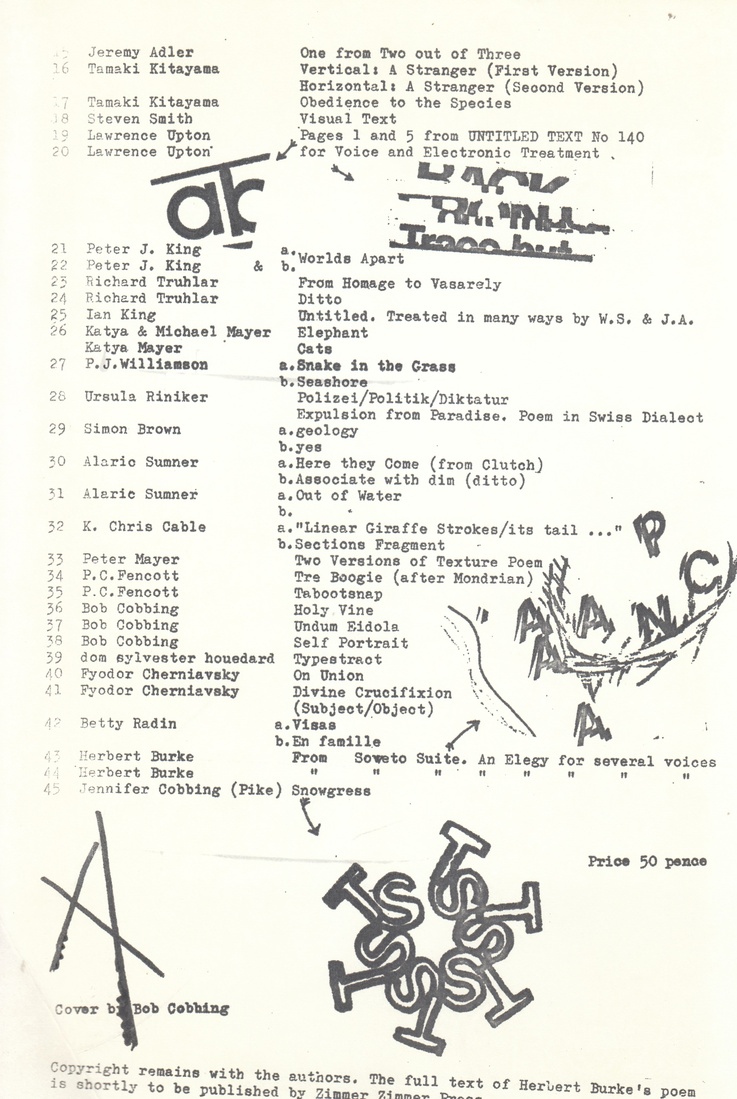 15 Jeremy Adler One from Two out of Three
16 Tamaki Kitayama Vertical: A Stranger (First Version)
Horizontal: A Stranger (Second Version)
17 Tamaki Kitayama Obedience to the Species
18 Steven Smith Visual Text
19 Lawrence Upton Pages 1 and 5 from UNTITLED TEXT No 140
20 Lawrence Upton for Voice and Electronic Treatment
ab
21 Peter J. King a. Worlds Apart
22 Peter J. King & b.
23 Richard Truhlar From Homage to Vasarely
24 Richard Truhlar Ditto
25 Ian King Untitled. Treated in many ways by W.S. & J.A.
26 Katya & Michael Mayer Elephant
Katya Mayer Cats
27 P.J.Williamson a.Snake in the Grass
b.Seashore
28 Ursula Riniker Polizei/Politik/Diktatur
Expulsion from Paradise. Poem in Swiss Dialect
29 Simon Brown a.geology
b.yes
30 Alaric Sumner a.Here they Come (from Clutch)
b.Associate with dim (ditto)
31 Alaric Sumner a.Out of Water
b.
32 K. Chris Cable a."Linear Giraffe Strokes/its tail ..."
b.Sections Fragment
33 Peter Mayer Two Versions of Texture Poem
34 P.C.Fencott Tre Boogie (after Mondrian)
35 P.C.Fencott Tabootsnap
36 Bob Cobbing Holy Vine
37 Bob Cobbing Undum Eidola
38 Bob Cobbing Self Portrait
39 dom sylvester houedard Typestract
40 Fyodor Cherniavsky On Union
41 Fyodor Cherniavsky Divine Crucifixion
(Subject/Object)
42 Betty Radin a.Visas
b.En famille
43 Herbert Burke From Soweto Suite. An Elegy for several voices
44 Herbert Burke " " " " " " " "
45 Jennifer Cobbing (Pike) Snowgress
P
C
A A N
A
A
Price 50 pence
Cover by Bob Cobbing
Copyright remains with the authors. The full text of Herbert Burke's poem
is shortly to be published by Zimmer Zimmer Press